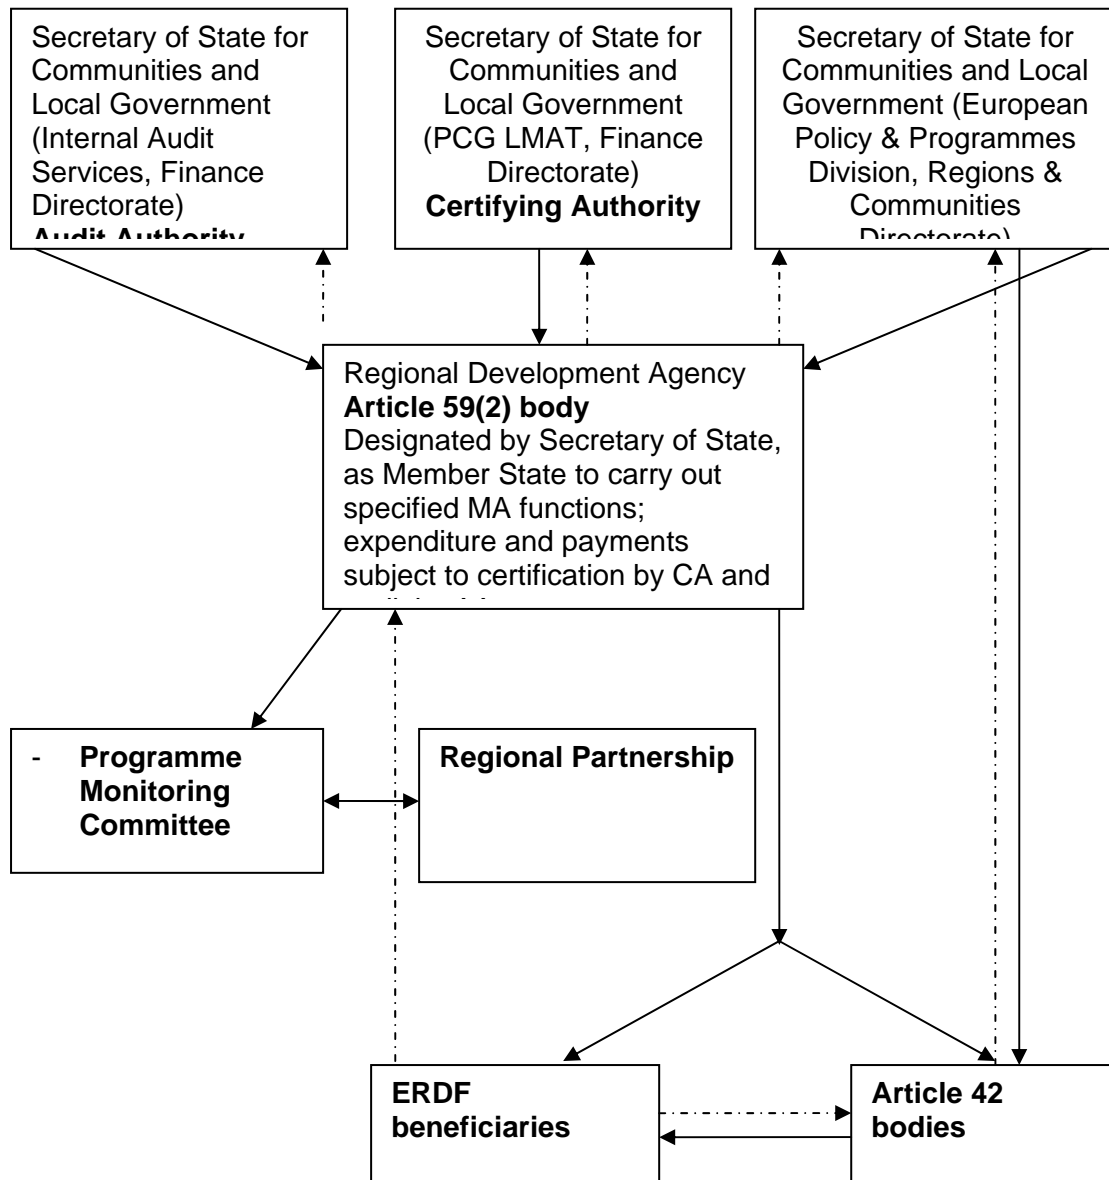 Secretary of State for
Communities and
Local Government
(Internal Audit
Services, Finance
Directorate)
Audit Authority
Secretary of State for
Communities and
Local Government
(PCG LMAT, Finance
Directorate)
Certifying Authority
Secretary of State for
Communities and Local
Government (European
Policy & Programmes
Division, Regions &
Communities
Directorate)
Regional Development Agency
Article 59(2) body
Designated by Secretary of State,
as Member State to carry out
specified MA functions;
expenditure and payments
subject to certification by CA and
- Programme
Monitoring
Committee
Regional Partnership
ERDF
beneficiaries
Article 42
bodies